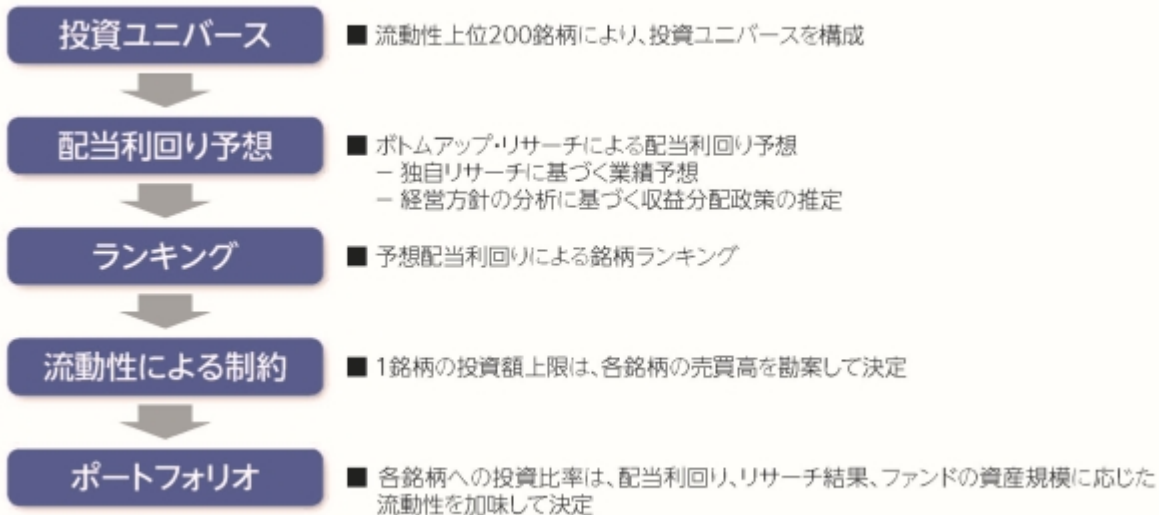 投資ユニバース
■ 流動性上位200銘柄により、投資ユニバースを構成
配当利回り予想
■ ボトムアップ・リサーチによる配当利回り予想
− 独自リサーチに基づく業績予想
− 経営方針の分析に基づく収益分配政策の推定
ランキング
■ 予想配当利回りによる銘柄ランキング
流動性による制約
■ 1銘柄の投資額上限は、各銘柄の売買高を勘案して決定
ポートフォリオ
■ 各銘柄への投資比率は、配当利回り、リサーチ結果、ファンドの資産規模に応じた
流動性を加味して決定